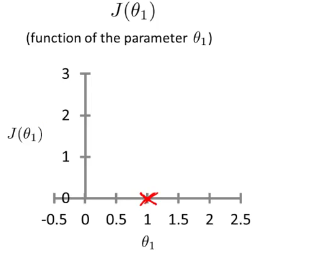 J(θ₁)
(function of the parameter θ₁)
3
2
J(θ₁)
1
0
-0.5 0 0.5 1 1.5 2 2.5
θ₁